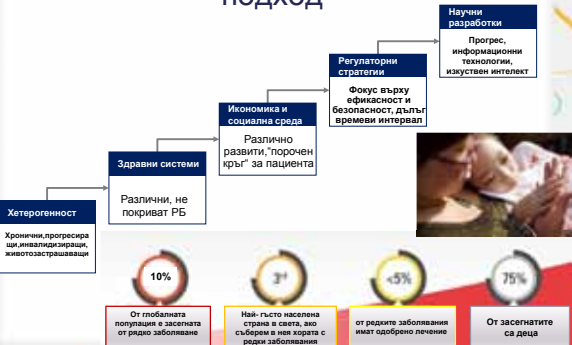 подход
Научни
разработки
Прогрес,
информационни
технологии,
изкуствен интелект
Регулаторни
стратегии
Фокус върху
ефикасност и
безопасност, дълъг
времеви интервал
Икономика и
социална среда
Различно
развити,"порочен
кръг" за пациента
Здравни системи
Различни, не
покриват РБ
Хетерогенност
Хронични,прогресира
щи,инвалидизиращи,
животозастрашаващи
10%
От глобалната
популация е засегната
от рядко заболяване
3rd
Най- гъсто населена
страна в света, ако
съберем в нея хората с
редки заболявания
<5%
от редките заболявания
имат одобрено лечение
75%
От засегнатите
са деца